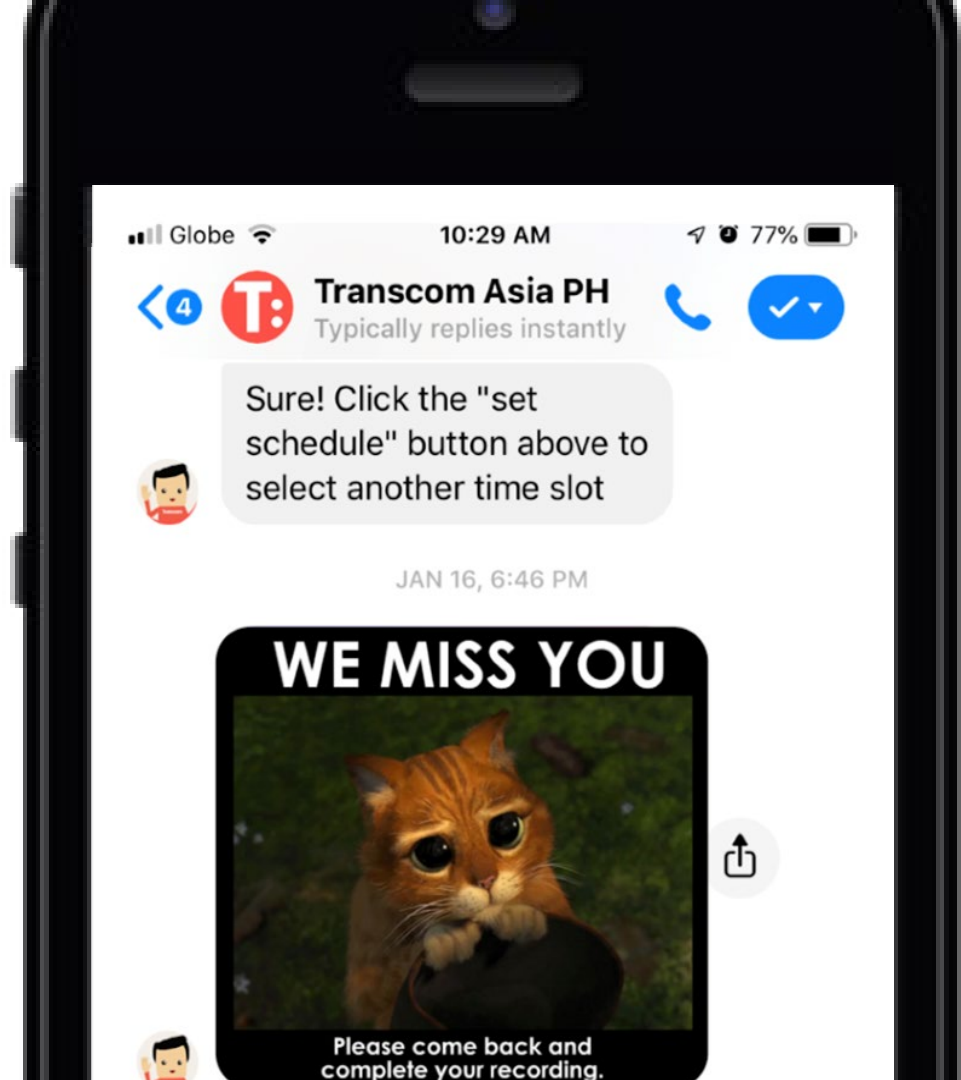 Globe 10:29 AM 77%
4 T: Transcom Asia PH
Typically replies instantly
Sure! Click the "set
schedule" button above to
select another time slot
JAN 16, 6:46 PM
WE MISS YOU
Please come back and
complete your recording.